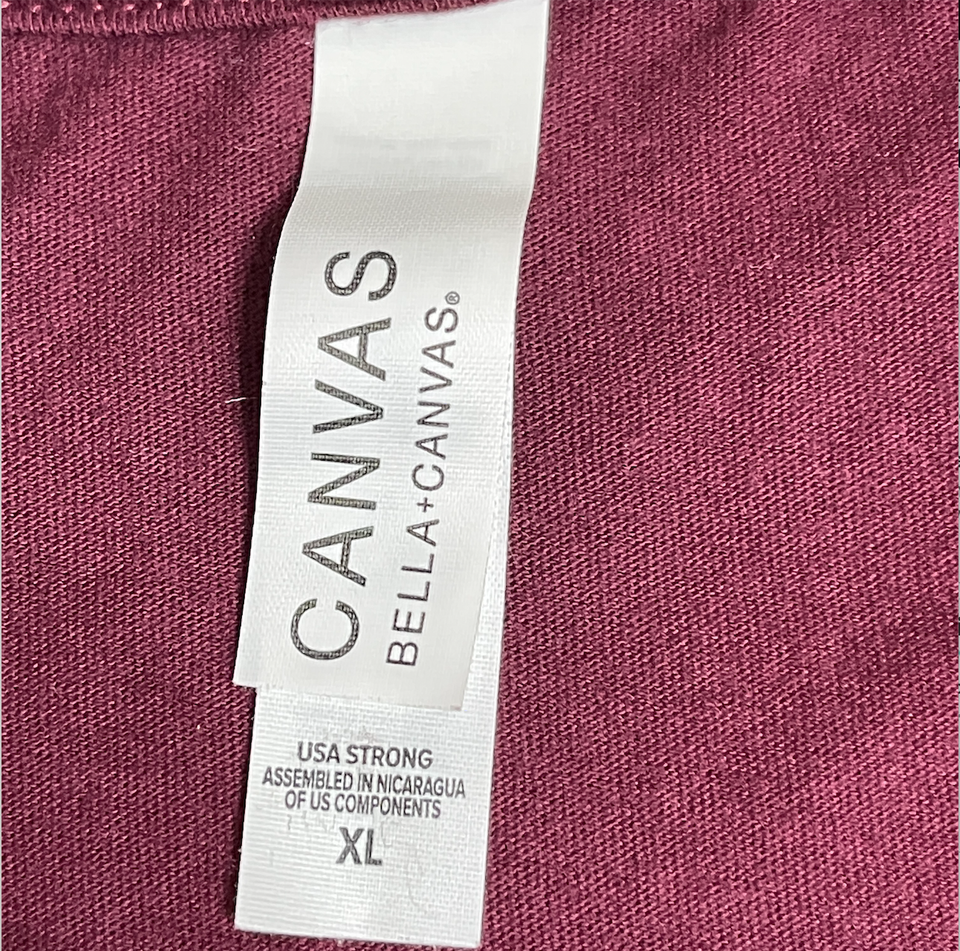 CANVAS
BELLA+CANVAS®
USA STRONG
ASSEMBLED IN NICARAGUA
OF US COMPONENTS
XL